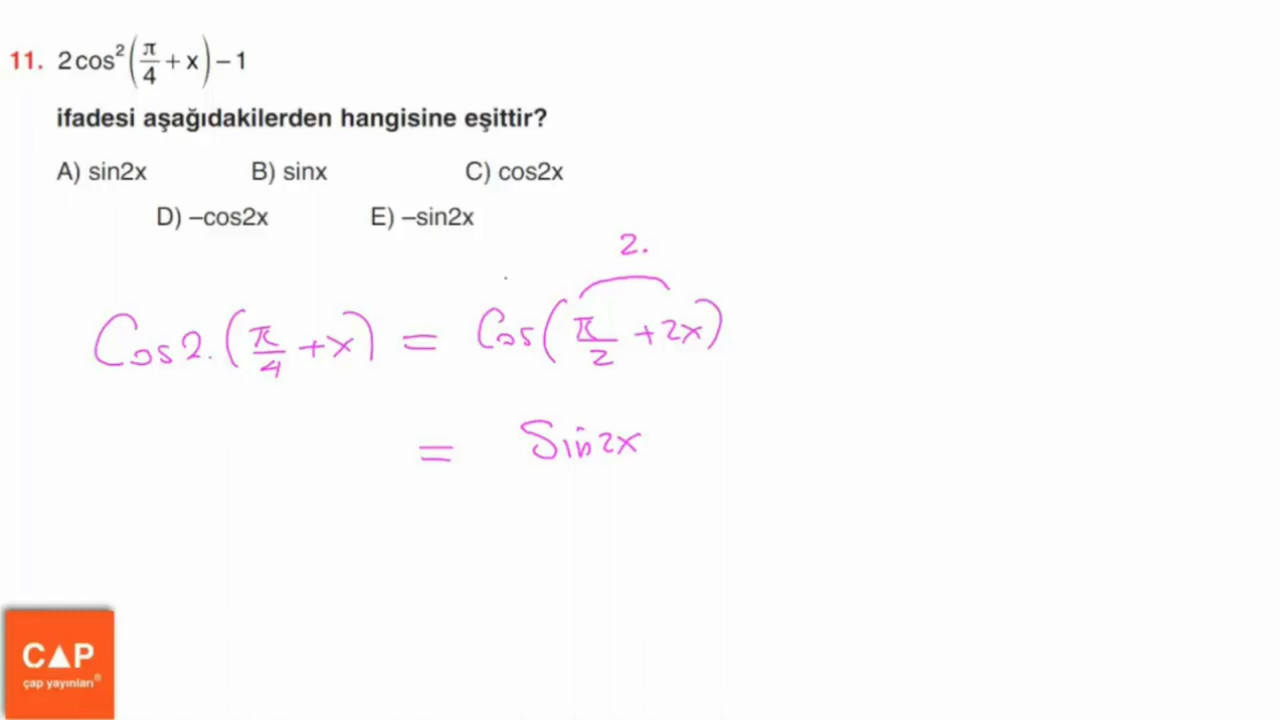 11. 2cos²(π/4 + x) – 1
ifadesi aşağıdakilerden hangisine eşittir?
A) sin2x B) sinx C) cos2x
D) –cos2x E) –sin2x
2.
Cos2.(π/4 + x) = Cos(π/2 + 2x)
= Sin2x
CAP
çap yayınları®